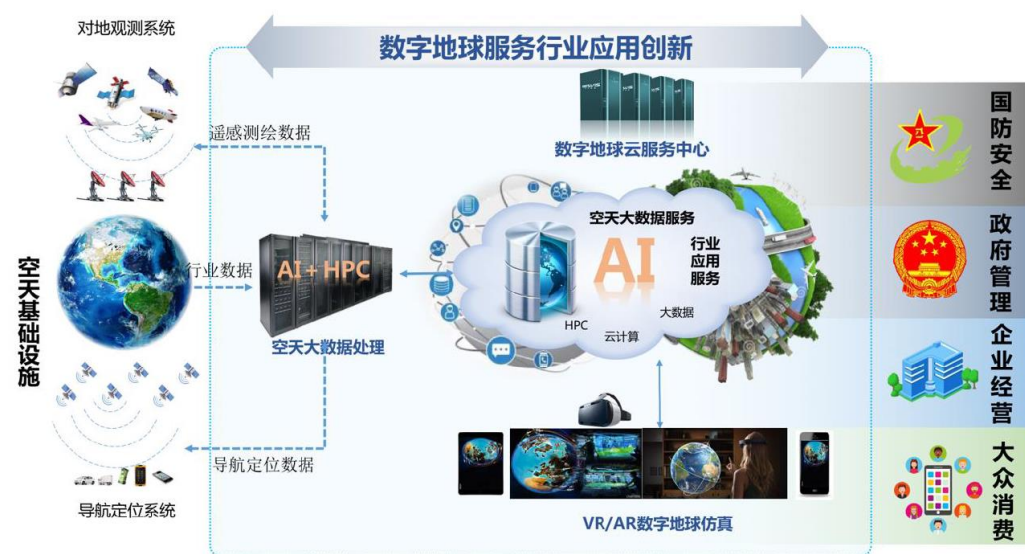 对地观测系统
数字地球服务行业应用创新
遥感测绘数据
数字地球云服务中心
国防安全
空天基础设施
行业数据
AI+HPC
空天大数据处理
空天大数据服务
AI
行业
应用
服务
HPC
云计算
大数据
政府管理
企业经营
导航定位数据
导航定位系统
VR/AR数字地球仿真
大众消费